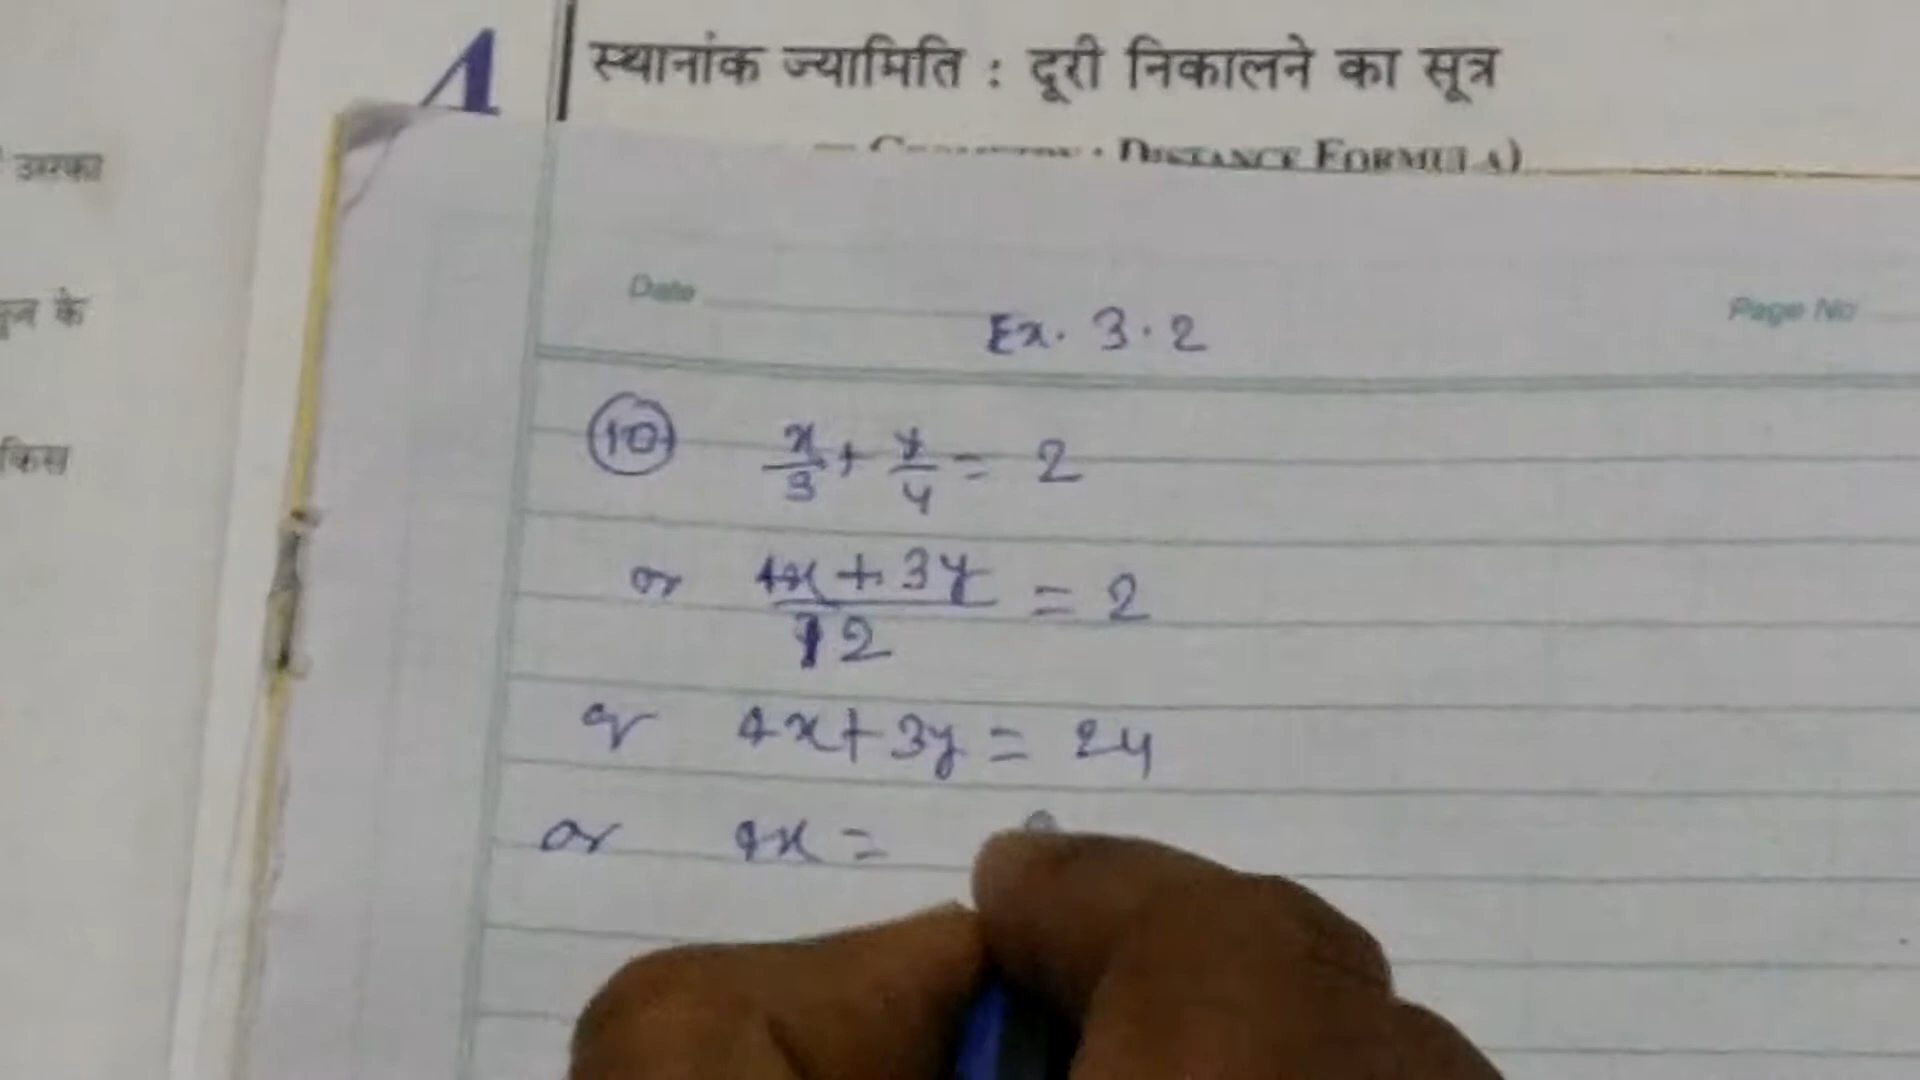 A
स्थानांक ज्यामिति : दूरी निकालने का सूत्र
DISTANCE FORMULA)
उसका
Date
Page No
Ex. 3.2
के
10 x/3 + y/4 = 2
किस
or 4x + 3y / 12 = 2
or 4x + 3y = 24
or 4x =